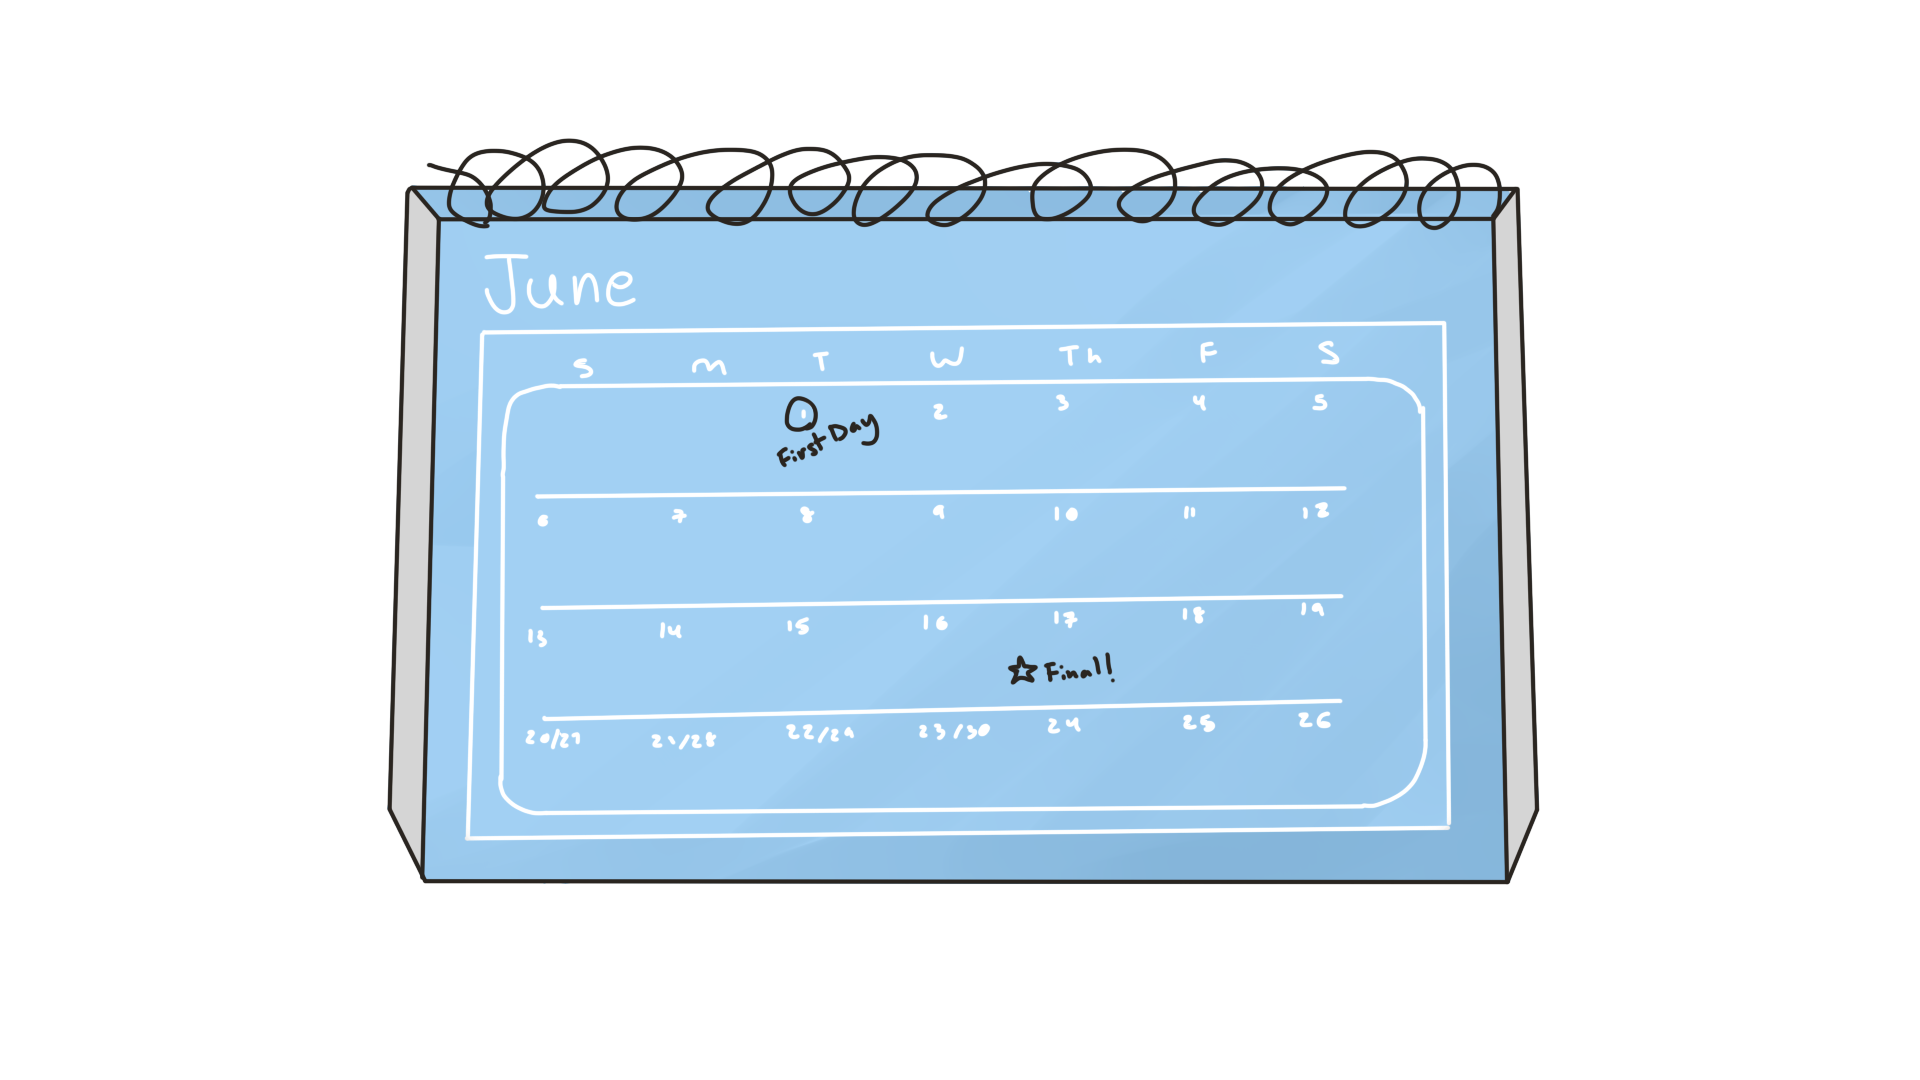 June
S M T W Th F S
1 2 3 4 5
First Day
6 7 8 9 10 11 12
13 14 15 16 17 18 19
☆ Final!
20/27 21/28 22/29 23/30 24 25 26